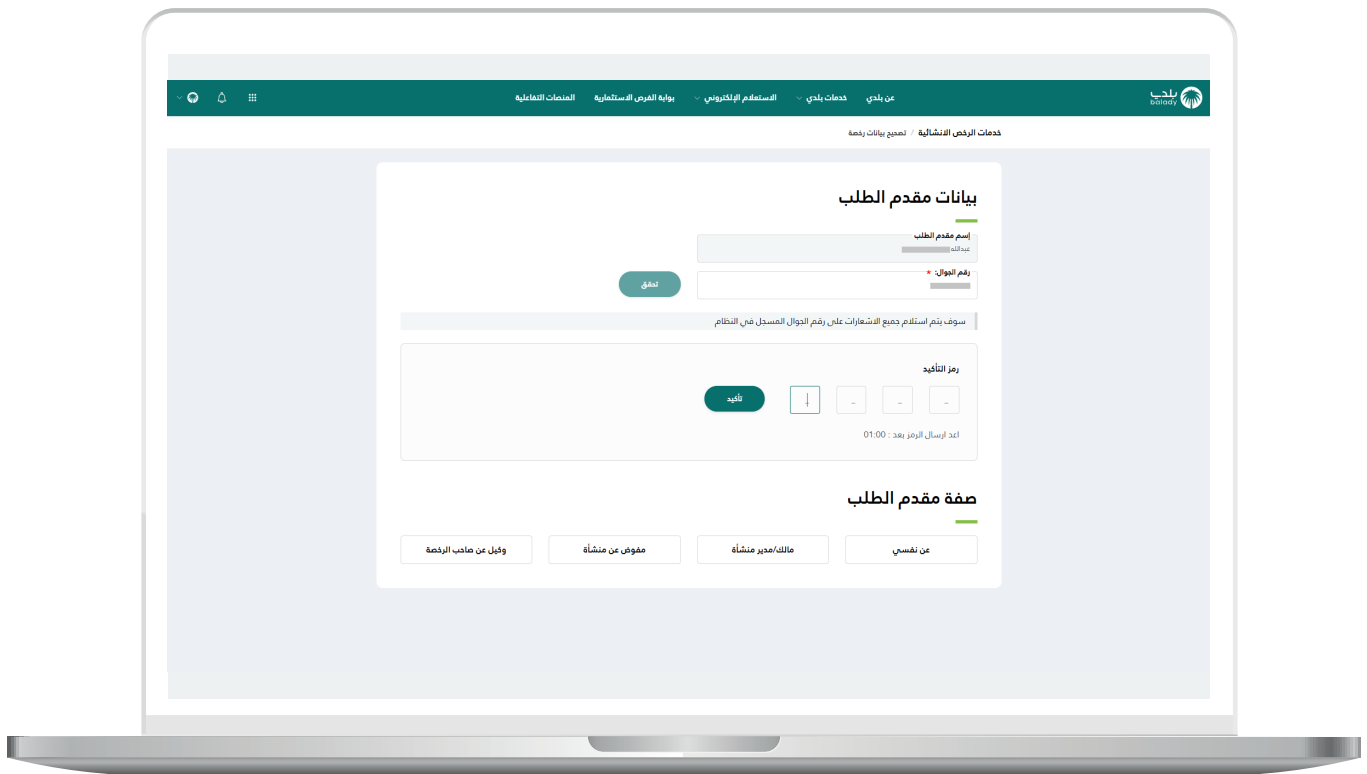 بلدي
balady
عن بلدي خدمات بلدي الاستعلام الإلكتروني بوابة الفرص الاستثمارية المنصات التفاعلية
خدمات الرخص الانشائية / تصحيح بيانات رخصة
بيانات مقدم الطلب
إسم مقدم الطلب
عبدالله
رقم الجوال: *
تحقق
سوف يتم استلام جميع الاشعارات على رقم الجوال المسجل في النظام
رمز التأكيد
تأكيد
اعد ارسال الرمز بعد : 01:00
صفة مقدم الطلب
عن نفسي مالك/مدير منشأة مفوض عن منشأة وكيل عن صاحب الرخصة